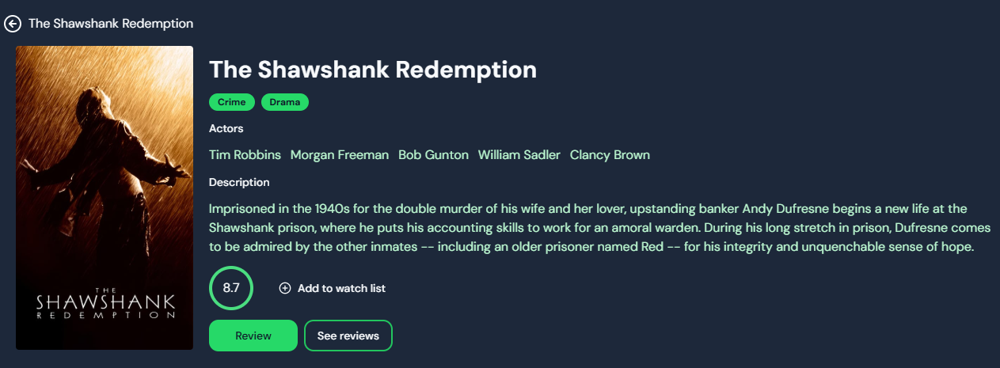 The Shawshank Redemption
The Shawshank Redemption
Crime Drama
Actors
Tim Robbins Morgan Freeman Bob Gunton William Sadler Clancy Brown
Description
Imprisoned in the 1940s for the double murder of his wife and her lover, upstanding banker Andy Dufresne begins a new life at the
Shawshank prison, where he puts his accounting skills to work for an amoral warden. During his long stretch in prison, Dufresne comes
to be admired by the other inmates -- including an older prisoner named Red -- for his integrity and unquenchable sense of hope.
8.7 Add to watch list
Review See reviews
THE
SHAWSHANK
REDEMPTION